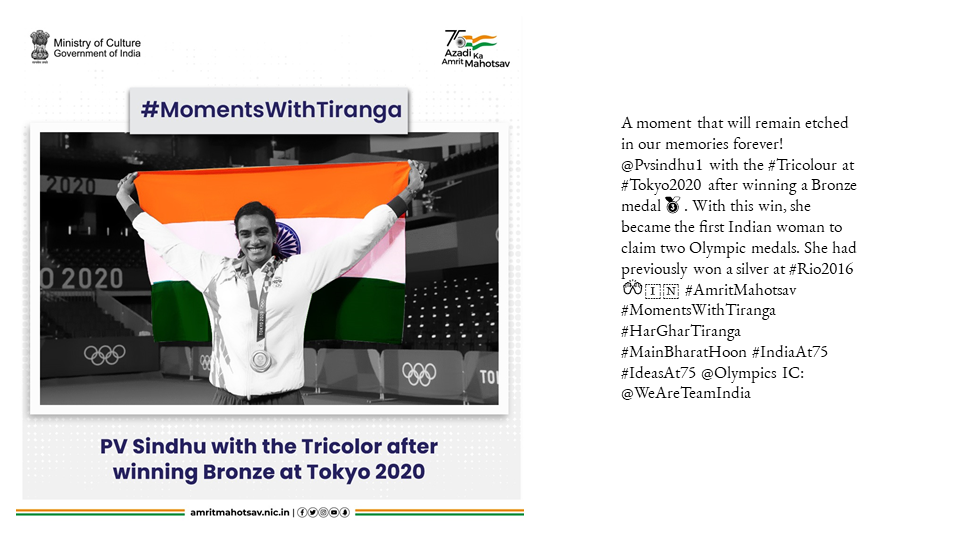 Ministry of Culture
Government of India
75
Azadi Ka
Amrit Mahotsav
#MomentsWithTiranga
2020
O 2020
TOKYO 2020
TO
PV Sindhu with the Tricolor after
winning Bronze at Tokyo 2020
amritmahotsav.nic.in |
A moment that will remain etched
in our memories forever!
@Pvsindhu1 with the #Tricolour at
#Tokyo2020 after winning a Bronze
medal 🥉. With this win, she
became the first Indian woman to
claim two Olympic medals. She had
previously won a silver at #Rio2016
👐🇮🇳 #AmritMahotsav
#MomentsWithTiranga
#HarGharTiranga
#MainBharatHoon #IndiaAt75
#IdeasAt75 @Olympics IC:
@WeAreTeamIndia